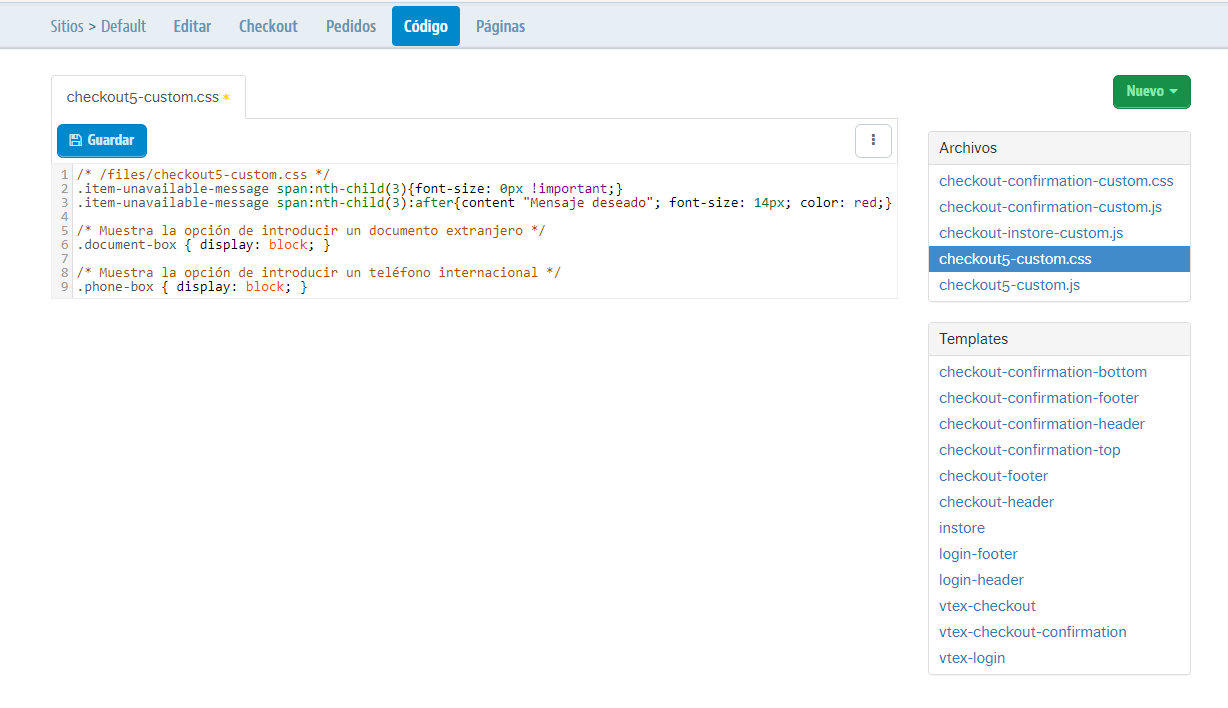 Sitios > Default Editar Checkout Pedidos Código Páginas
checkout5-custom.css *
Nuevo
Guardar
1 /* /files/checkout5-custom.css */
2 .item-unavailable-message span:nth-child(3){font-size: 0px !important;}
3 .item-unavailable-message span:nth-child(3):after{content "Mensaje deseado"; font-size: 14px; color: red;}
4
5 /* Muestra la opción de introducir un documento extranjero */
6 .document-box { display: block; }
7
8 /* Muestra la opción de introducir un teléfono internacional */
9 .phone-box { display: block; }
Archivos
checkout-confirmation-custom.css
checkout-confirmation-custom.js
checkout-instore-custom.js
checkout5-custom.css
checkout5-custom.js
Templates
checkout-confirmation-bottom
checkout-confirmation-footer
checkout-confirmation-header
checkout-confirmation-top
checkout-footer
checkout-header
instore
login-footer
login-header
vtex-checkout
vtex-checkout-confirmation
vtex-login